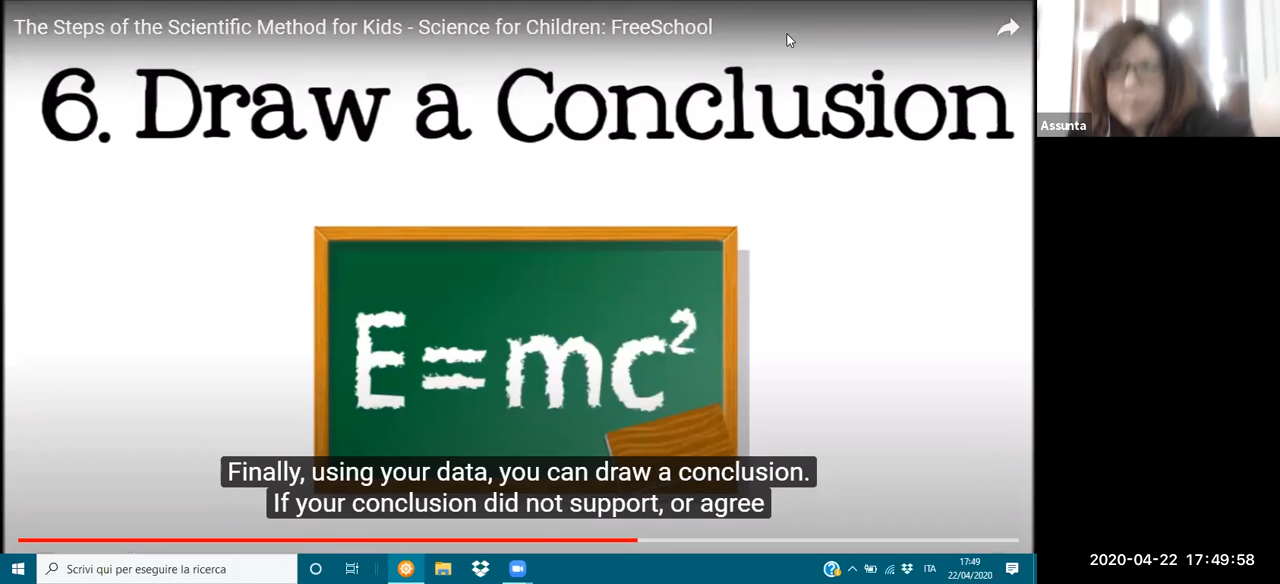 The Steps of the Scientific Method for Kids - Science for Children: FreeSchool
6. Draw a Conclusion
E=mc²
Finally, using your data, you can draw a conclusion.
If your conclusion did not support, or agree
Assunta
Scrivi qui per eseguire la ricerca
ITA
17:49
22/04/2020
2020-04-22 17:49:58